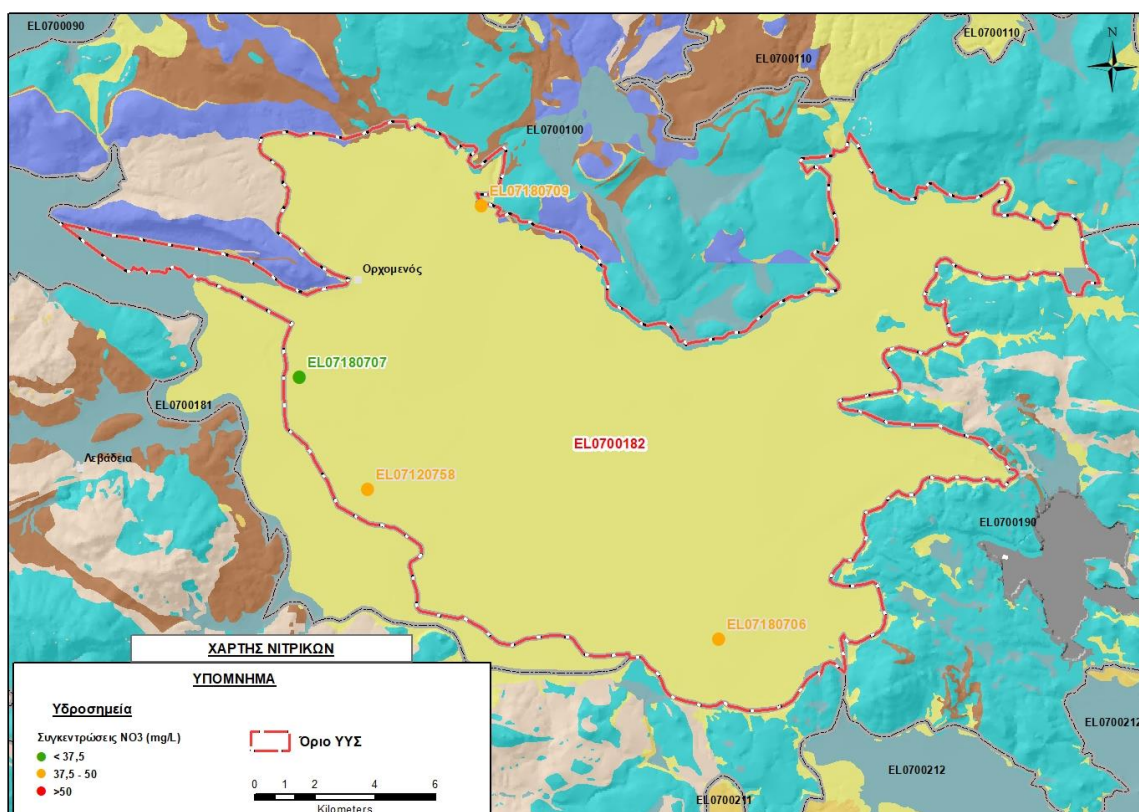 EL0700090
EL0700110
N
EL0700110
EL0700100
EL07180709
Ορχομενός
EL07180707
EL0700181
EL0700182
Λεβάδεια
EL07120758
EL0700190
EL07180706
EL0700212
EL0700212
EL0700211
ΧΑΡΤΗΣ ΝΙΤΡΙΚΩΝ
ΥΠΟΜΝΗΜΑ
Υδροσημεία
Συγκεντρώσεις NO3 (mg/L)
< 37,5
37,5 - 50
>50
Όριο ΥΥΣ
0 1 2 4 6
Kilometers